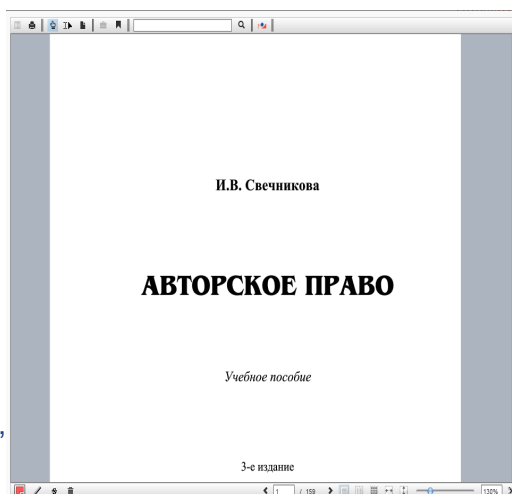 И.В. Свечникова
АВТОРСКОЕ ПРАВО
Учебное пособие
3-е издание
1 / 159
130%